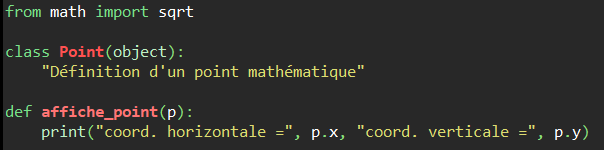 from math import sqrt
class Point(object):
"Définition d'un point mathématique"
def affiche_point(p):
print("coord. horizontale =", p.x, "coord. verticale =", p.y)